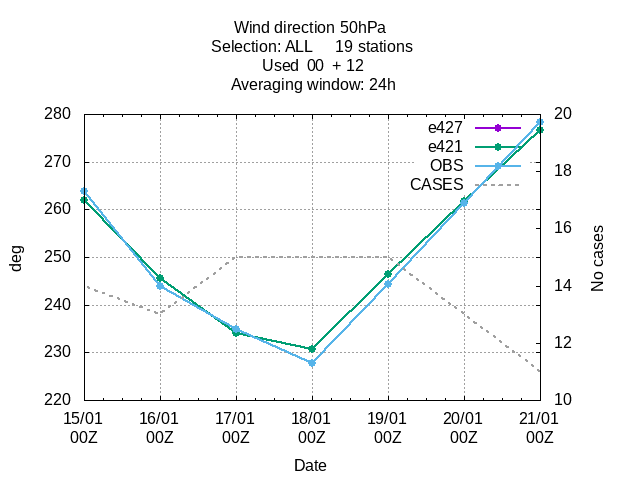 Wind direction 50hPa
Selection: ALL 19 stations
Used 00 + 12
Averaging window: 24h
280 20
e427
e421
OBS
CASES
270
18
260
16
250
14
240
12
230
220 10
deg
No cases
15/01 16/01 17/01 18/01 19/01 20/01 21/01
00Z 00Z 00Z 00Z 00Z 00Z 00Z
Date